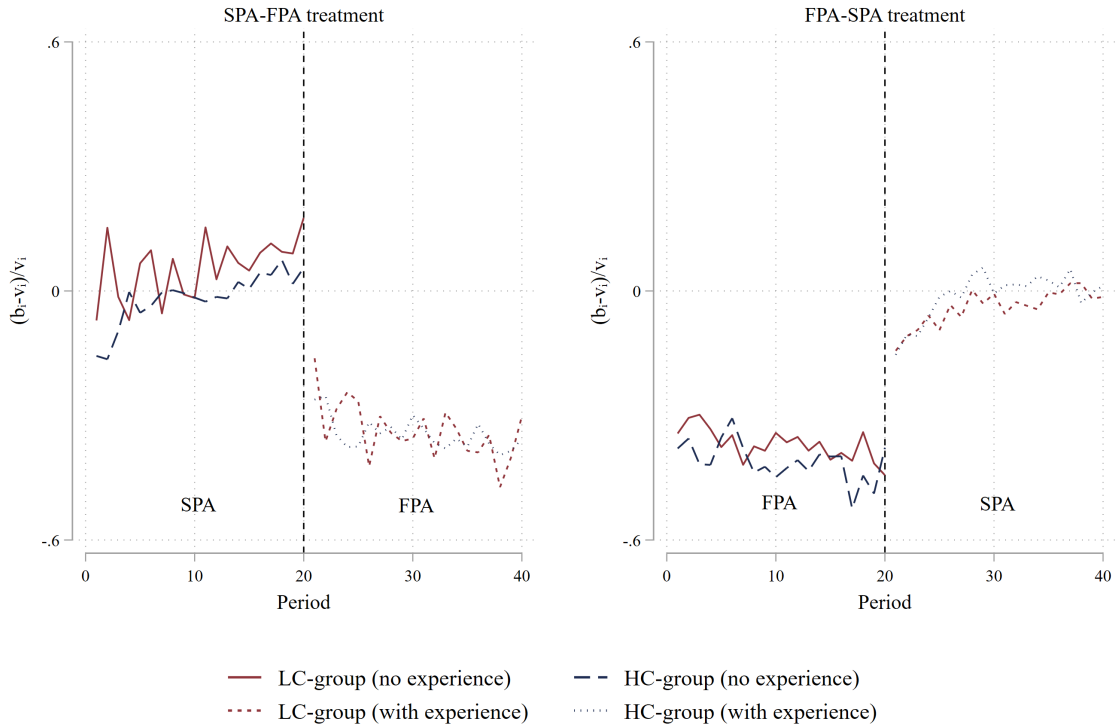 SPA-FPA treatment
.6
0
-.6
(bᵢ-vᵢ)/vᵢ
SPA
FPA
0
10
20
30
40
Period
FPA-SPA treatment
.6
0
-.6
(bᵢ-vᵢ)/vᵢ
FPA
SPA
0
10
20
30
40
Period
LC-group (no experience)
HC-group (no experience)
LC-group (with experience)
HC-group (with experience)